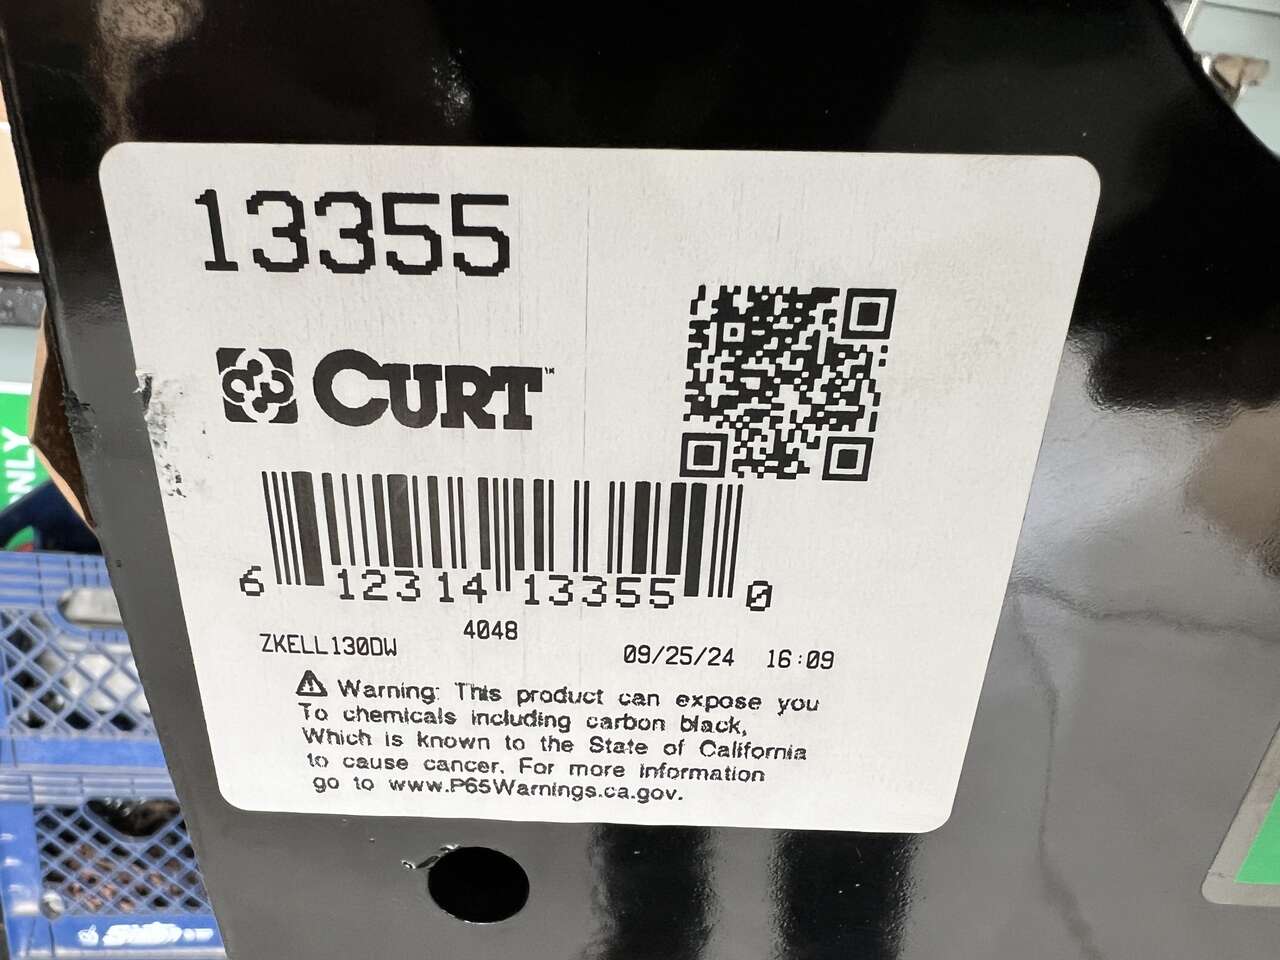 13355
CURT™
6 12314 13355 0
4048
ZKELL130DW
09/25/24 16:09
⚠ Warning: This product can expose you
To chemicals including carbon black,
Which is known to the State of California
to cause cancer. For more information
go to www.P65Warnings.ca.gov.
NLY